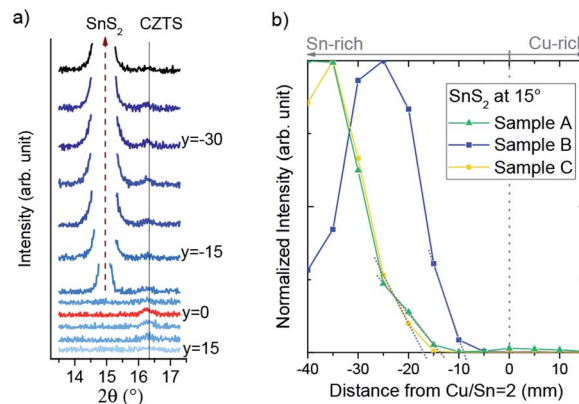 a)
SnS2 CZTS
y=-30
y=-15
y=0
y=15
Intensity (arb. unit)
14 15 16 17
2θ (°)
b)
Sn-rich Cu-rich
SnS2 at 15°
Sample A
Sample B
Sample C
Normalized Intensity (arb. unit)
-40 -30 -20 -10 0 10
Distance from Cu/Sn=2 (mm)